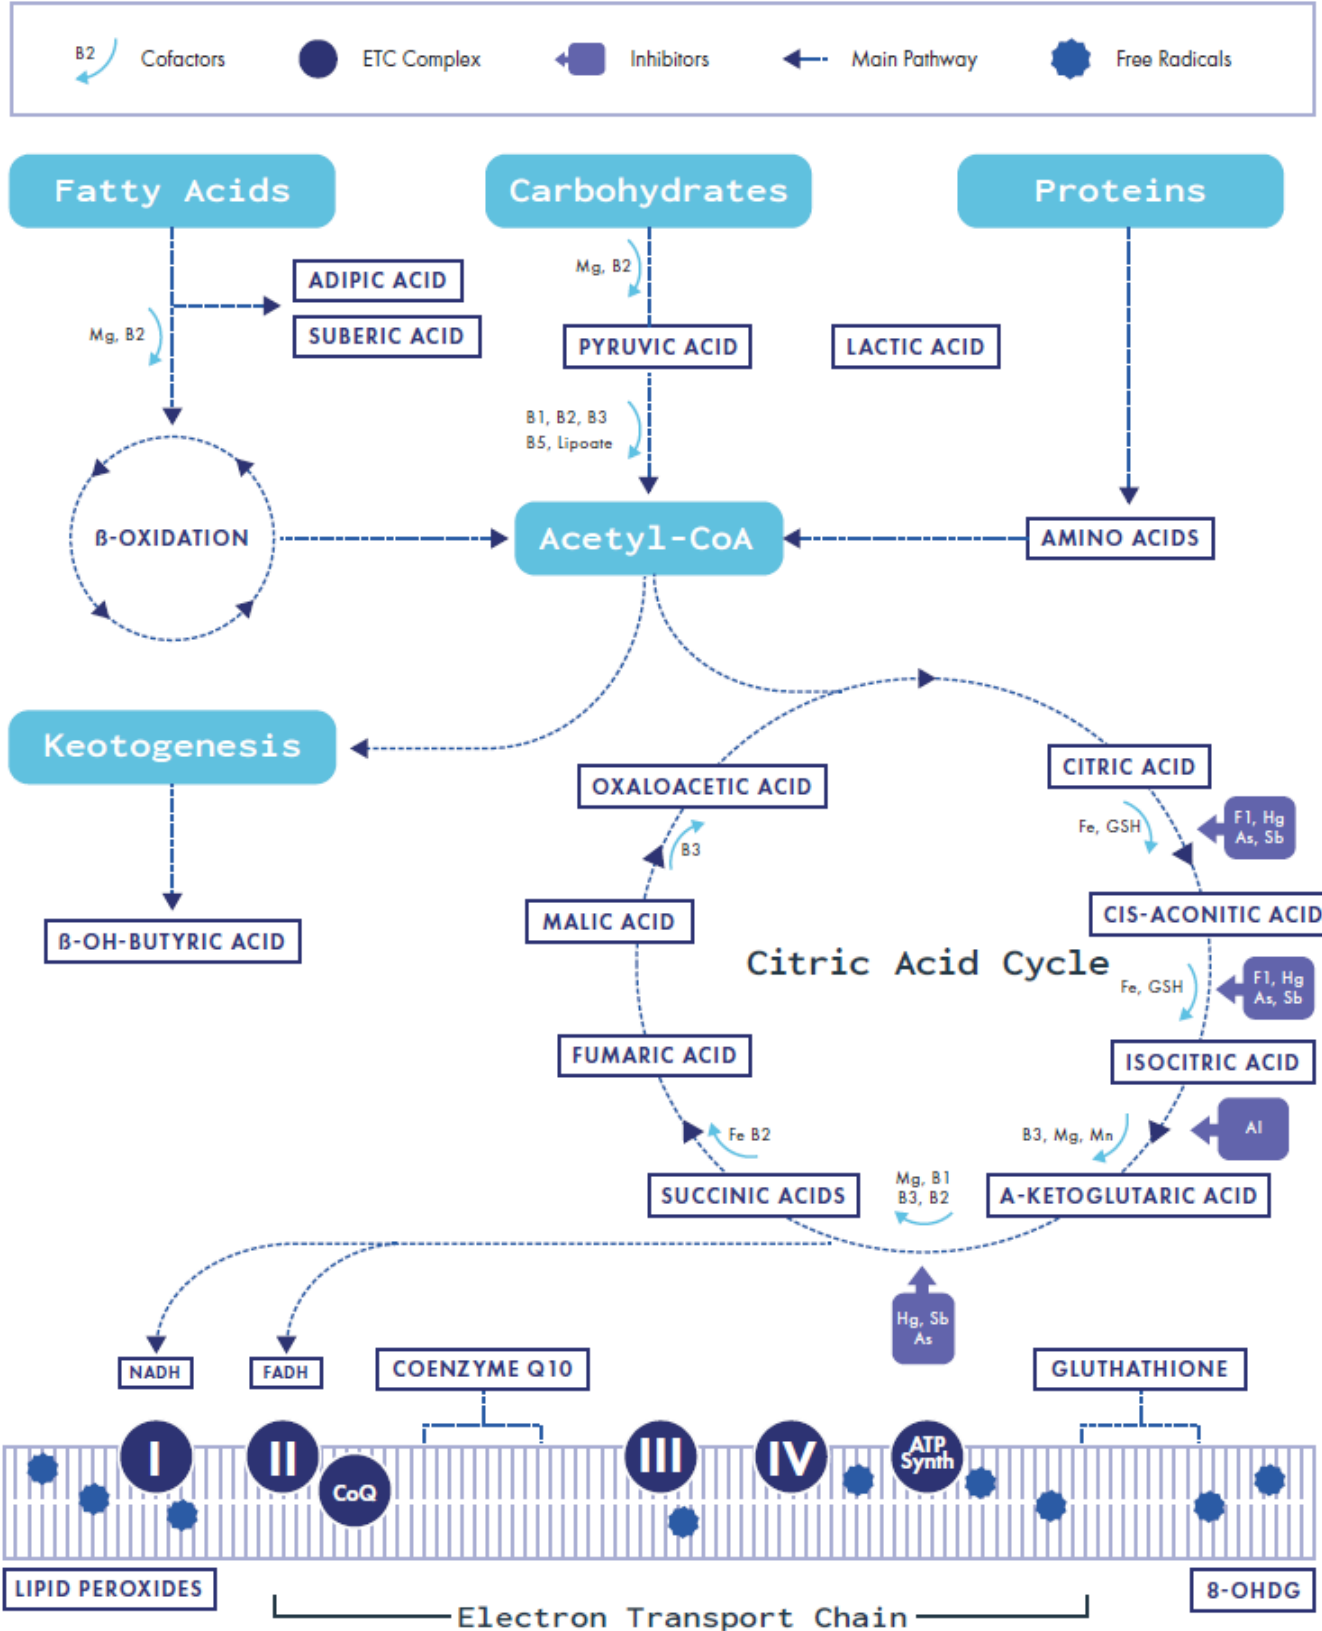 B2
Cofactors
ETC Complex
Inhibitors
Main Pathway
Free Radicals
Fatty Acids
Carbohydrates
Proteins
Mg, B2
ADIPIC ACID
SUBERIC ACID
Mg, B2
PYRUVIC ACID
LACTIC ACID
B1, B2, B3
B5, Lipoate
ß-OXIDATION
Acetyl-CoA
AMINO ACIDS
Keotogenesis
ß-OH-BUTYRIC ACID
OXALOACETIC ACID
CITRIC ACID
Fe, GSH
F1, Hg
As, Sb
B3
MALIC ACID
CIS-ACONITIC ACID
Citric Acid Cycle
Fe, GSH
F1, Hg
As, Sb
FUMARIC ACID
ISOCITRIC ACID
Fe B2
B3, Mg, Mn
Al
SUCCINIC ACIDS
Mg, B1
B3, B2
A-KETOGLUTARIC ACID
Hg, Sb
As
NADH
FADH
COENZYME Q10
GLUTHATHIONE
I
II
CoQ
III
IV
ATP
Synth
LIPID PEROXIDES
8-OHDG
Electron Transport Chain